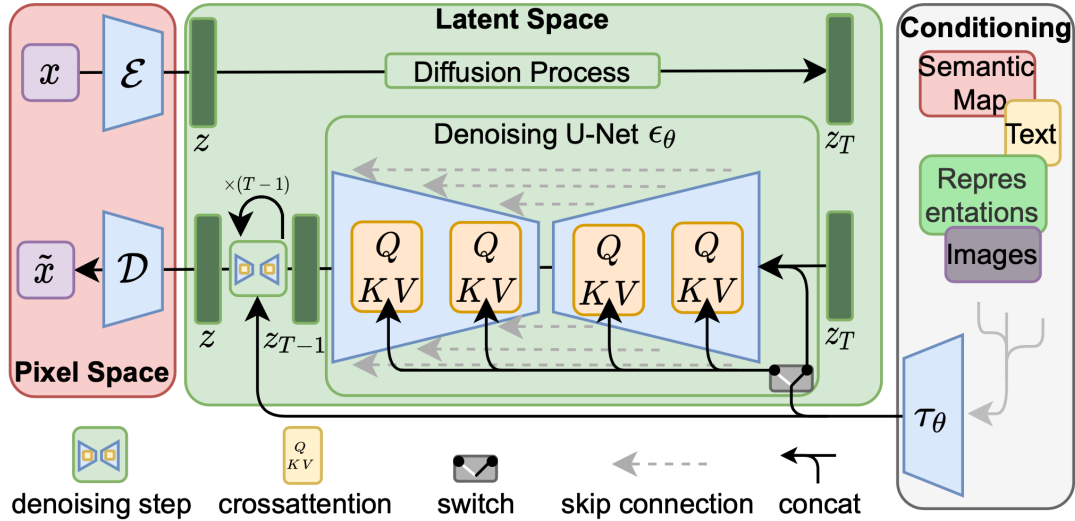 Latent Space
Conditioning
x
ℰ
Diffusion Process
Semantic
Map
Text
z
z_T
Denoising U-Net ϵ_θ
×(T − 1)
Repres
entations
Images
x̃
𝒟
Q
KV
Q
KV
Q
KV
Q
KV
z
z_{T−1}
z_T
Pixel Space
τ_θ
Q
KV
denoising step
crossattention
switch
skip connection
concat